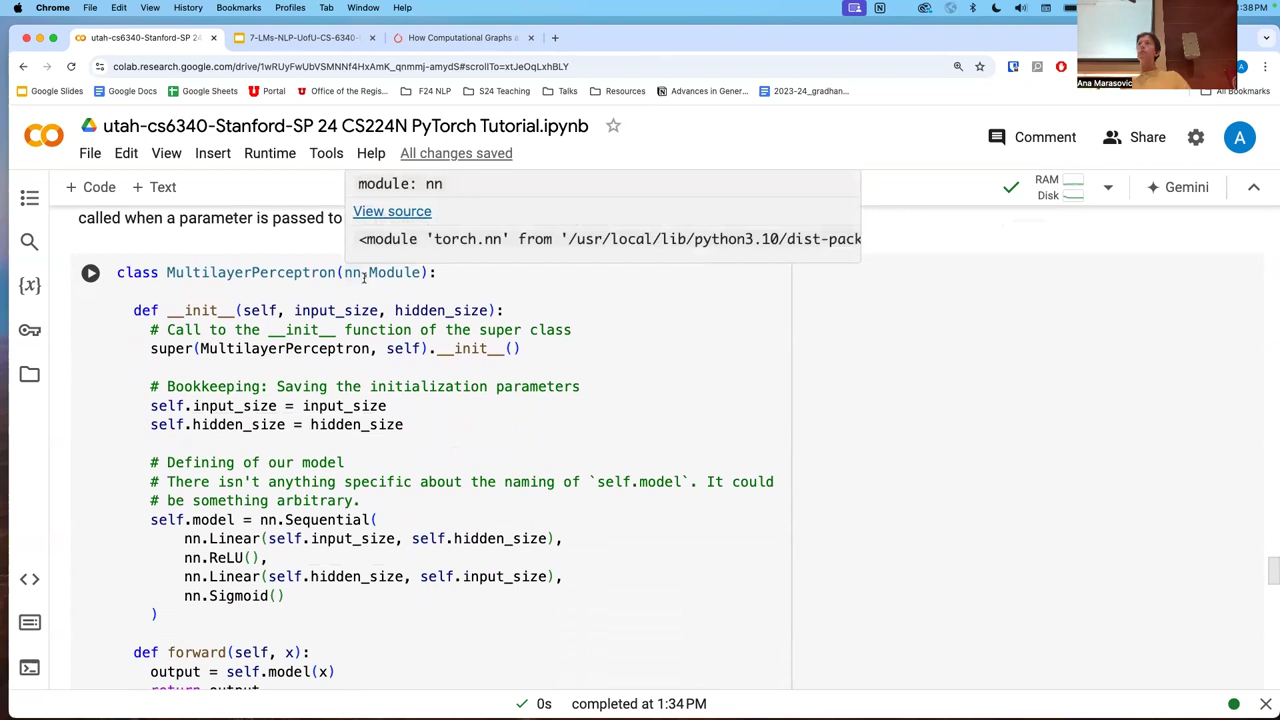 Chrome File Edit View History Bookmarks Profiles Tab Window Help
:38 PM
utah-cs6340-Stanford-SP 24
7-LMs-NLP-UofU-CS-6340-
How Computational Graphs a
colab.research.google.com/drive/1wRUyFwUbVSMNNf4HxAmK_qnmmj-amydS#scrollTo=xtJeOqLxhBLY
Ana Marasovic
Google Slides Google Docs Google Sheets Portal Office of the Regi F24 NLP S24 Teaching Talks Resources Advances in Gener... 2023-24_gradhan... All Bookmarks
utah-cs6340-Stanford-SP 24 CS224N PyTorch Tutorial.ipynb
Comment Share A
File Edit View Insert Runtime Tools Help All changes saved
+ Code + Text
RAM
Disk
Gemini
module: nn
View source
<module 'torch.nn' from '/usr/local/lib/python3.10/dist-pack
called when a parameter is passed to
class MultilayerPerceptron(nn.Module):
def __init__(self, input_size, hidden_size):
# Call to the __init__ function of the super class
super(MultilayerPerceptron, self).__init__()
# Bookkeeping: Saving the initialization parameters
self.input_size = input_size
self.hidden_size = hidden_size
# Defining of our model
# There isn't anything specific about the naming of `self.model`. It could
# be something arbitrary.
self.model = nn.Sequential(
nn.Linear(self.input_size, self.hidden_size),
nn.ReLU(),
nn.Linear(self.hidden_size, self.input_size),
nn.Sigmoid()
)
def forward(self, x):
output = self.model(x)
return output
0s completed at 1:34 PM